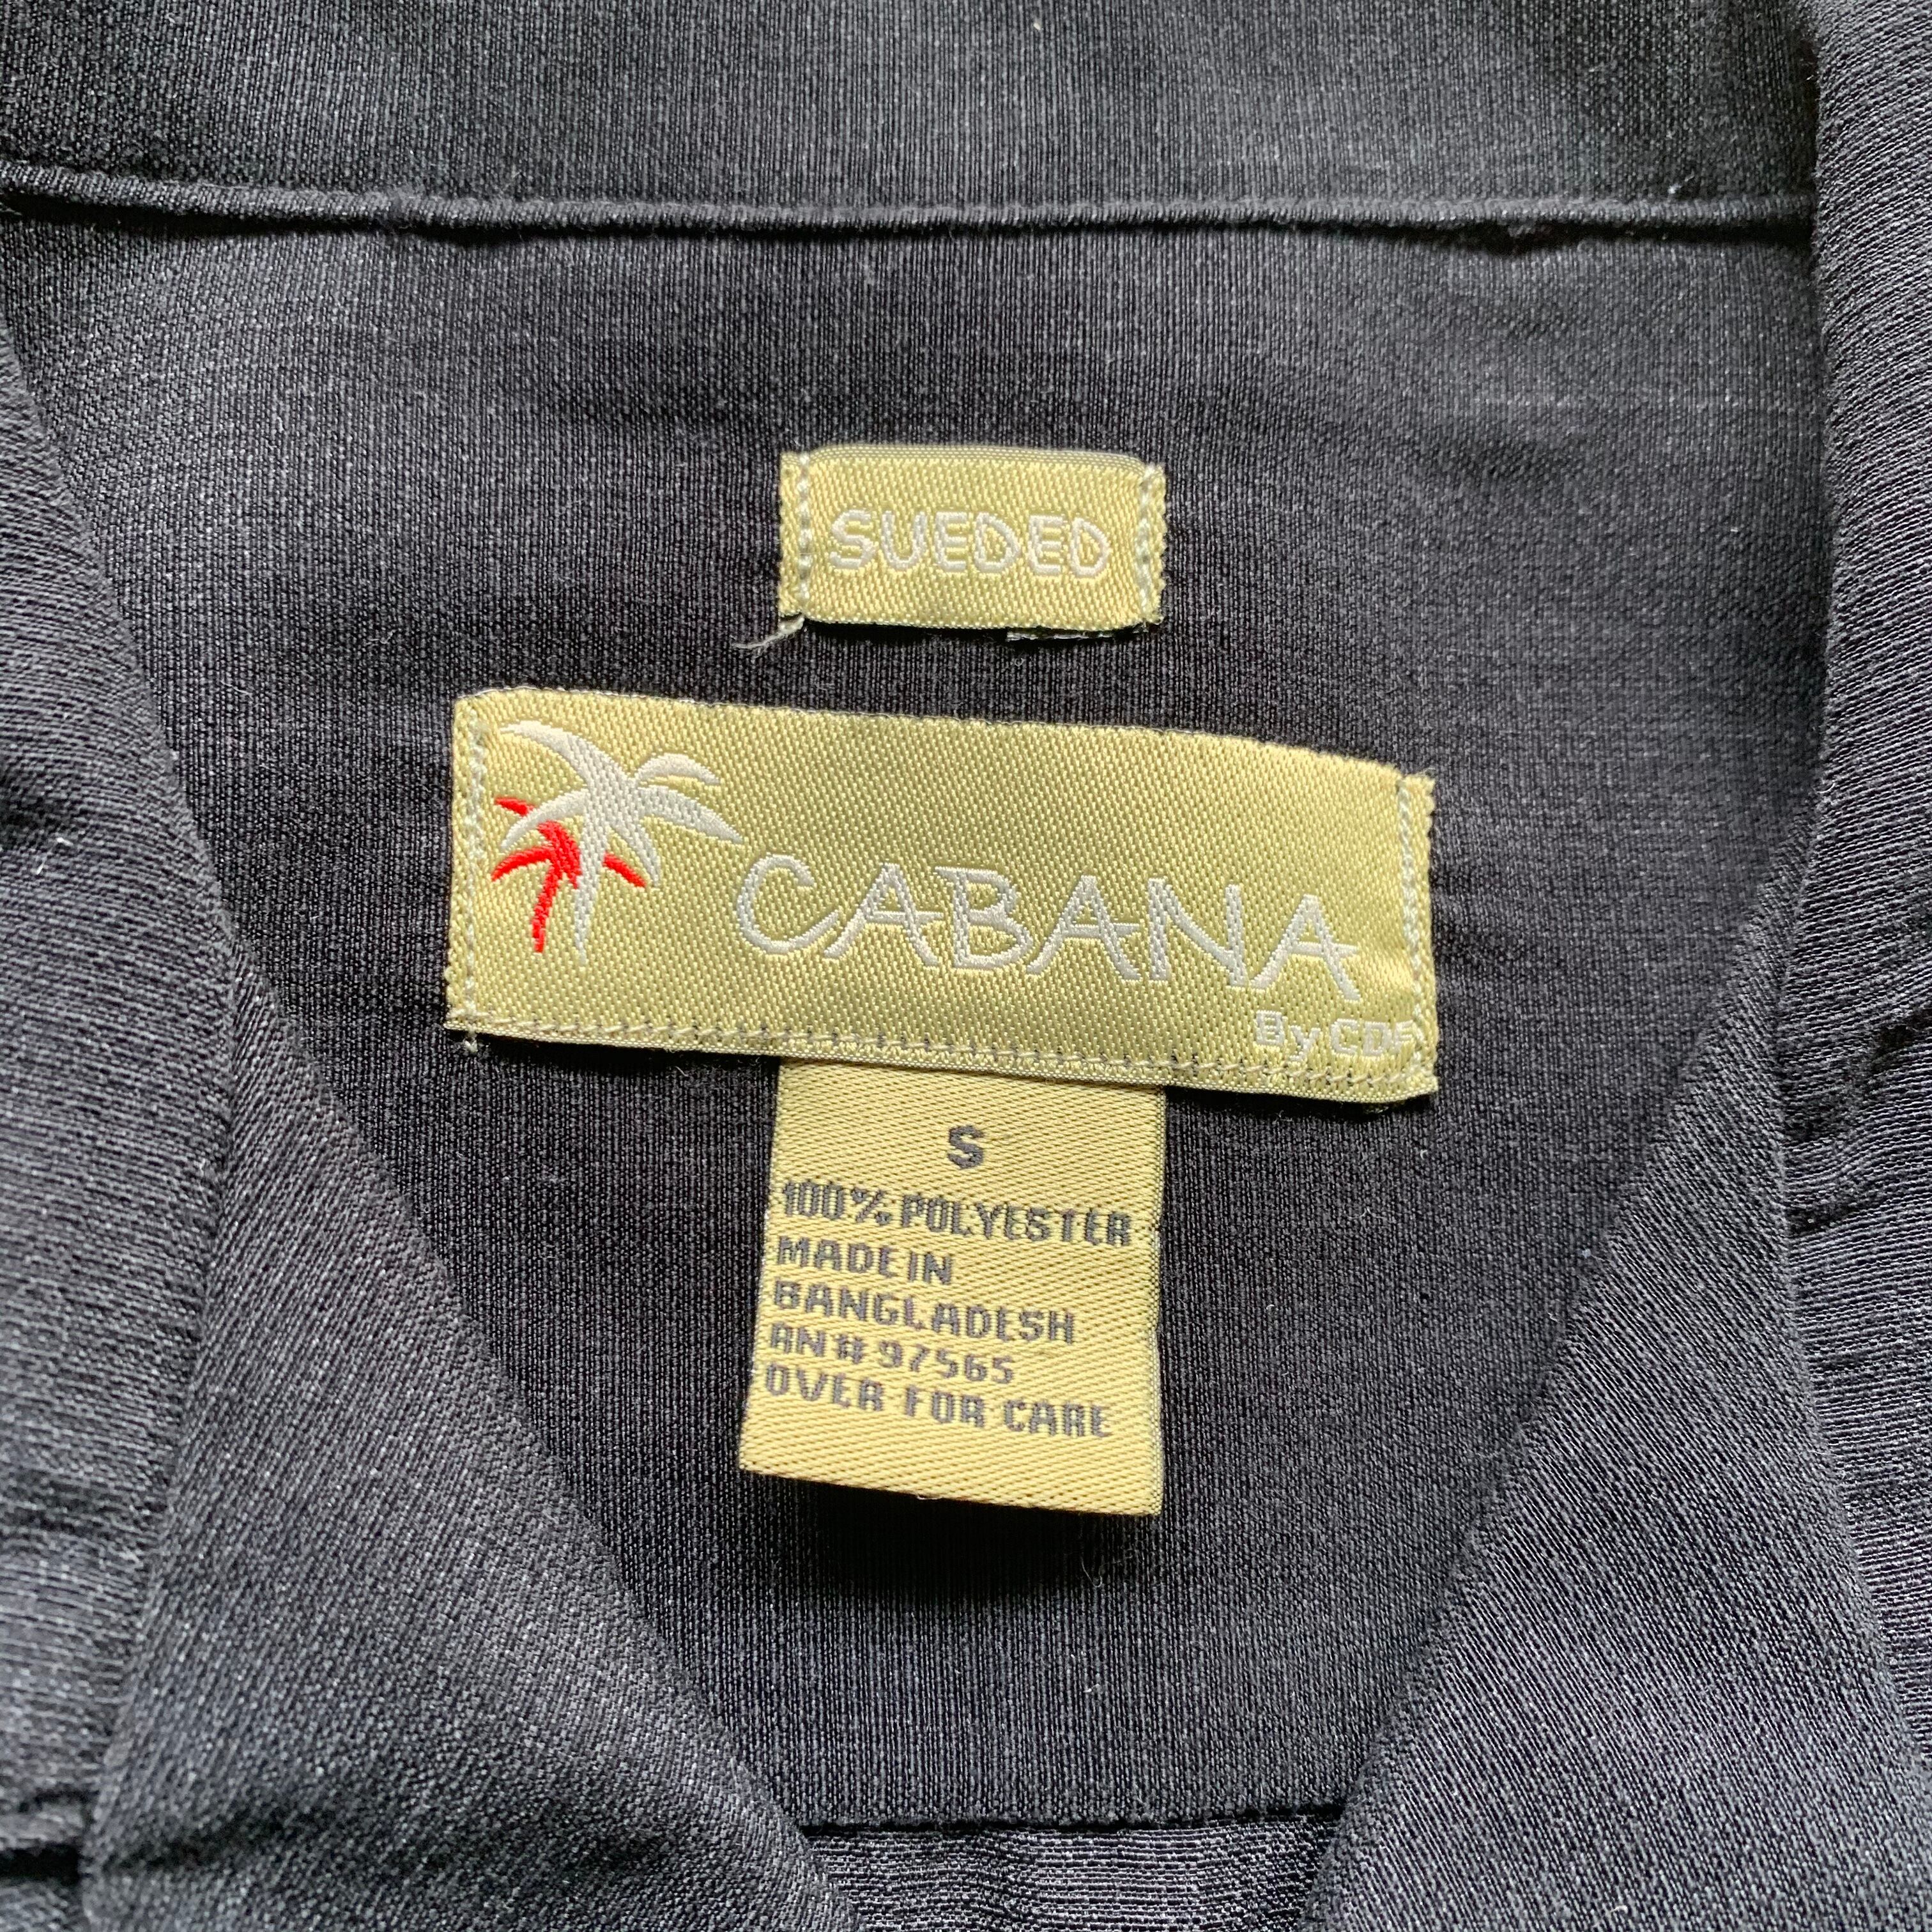 SUEDED
CABANA
By CDF
S
100% POLYESTER
MADE IN
BANGLADESH
RN# 97565
OVER FOR CARE